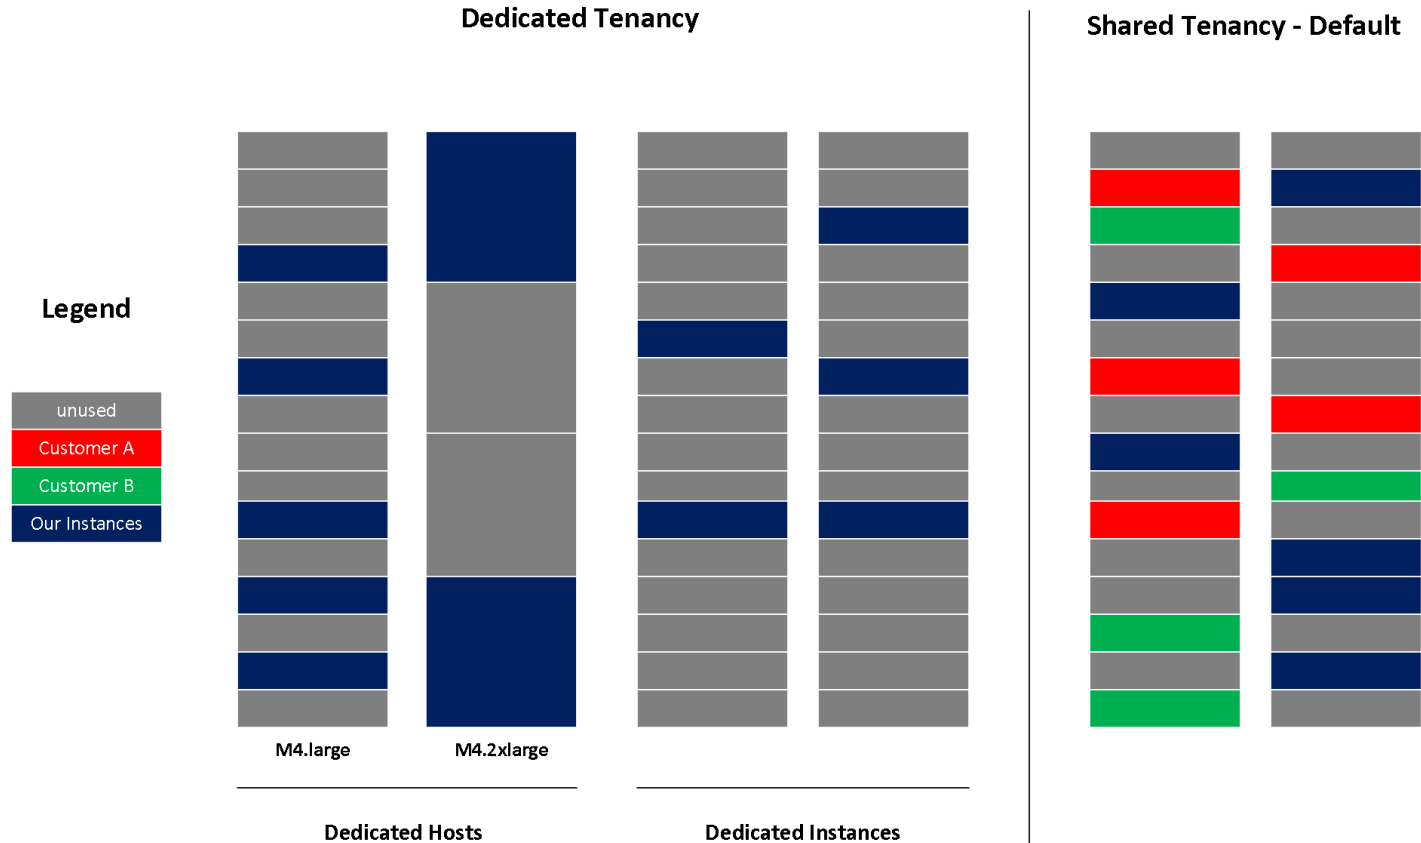 Dedicated Tenancy
Shared Tenancy - Default
Legend
unused
Customer A
Customer B
Our Instances
M4.large
M4.2xlarge
Dedicated Hosts
Dedicated Instances